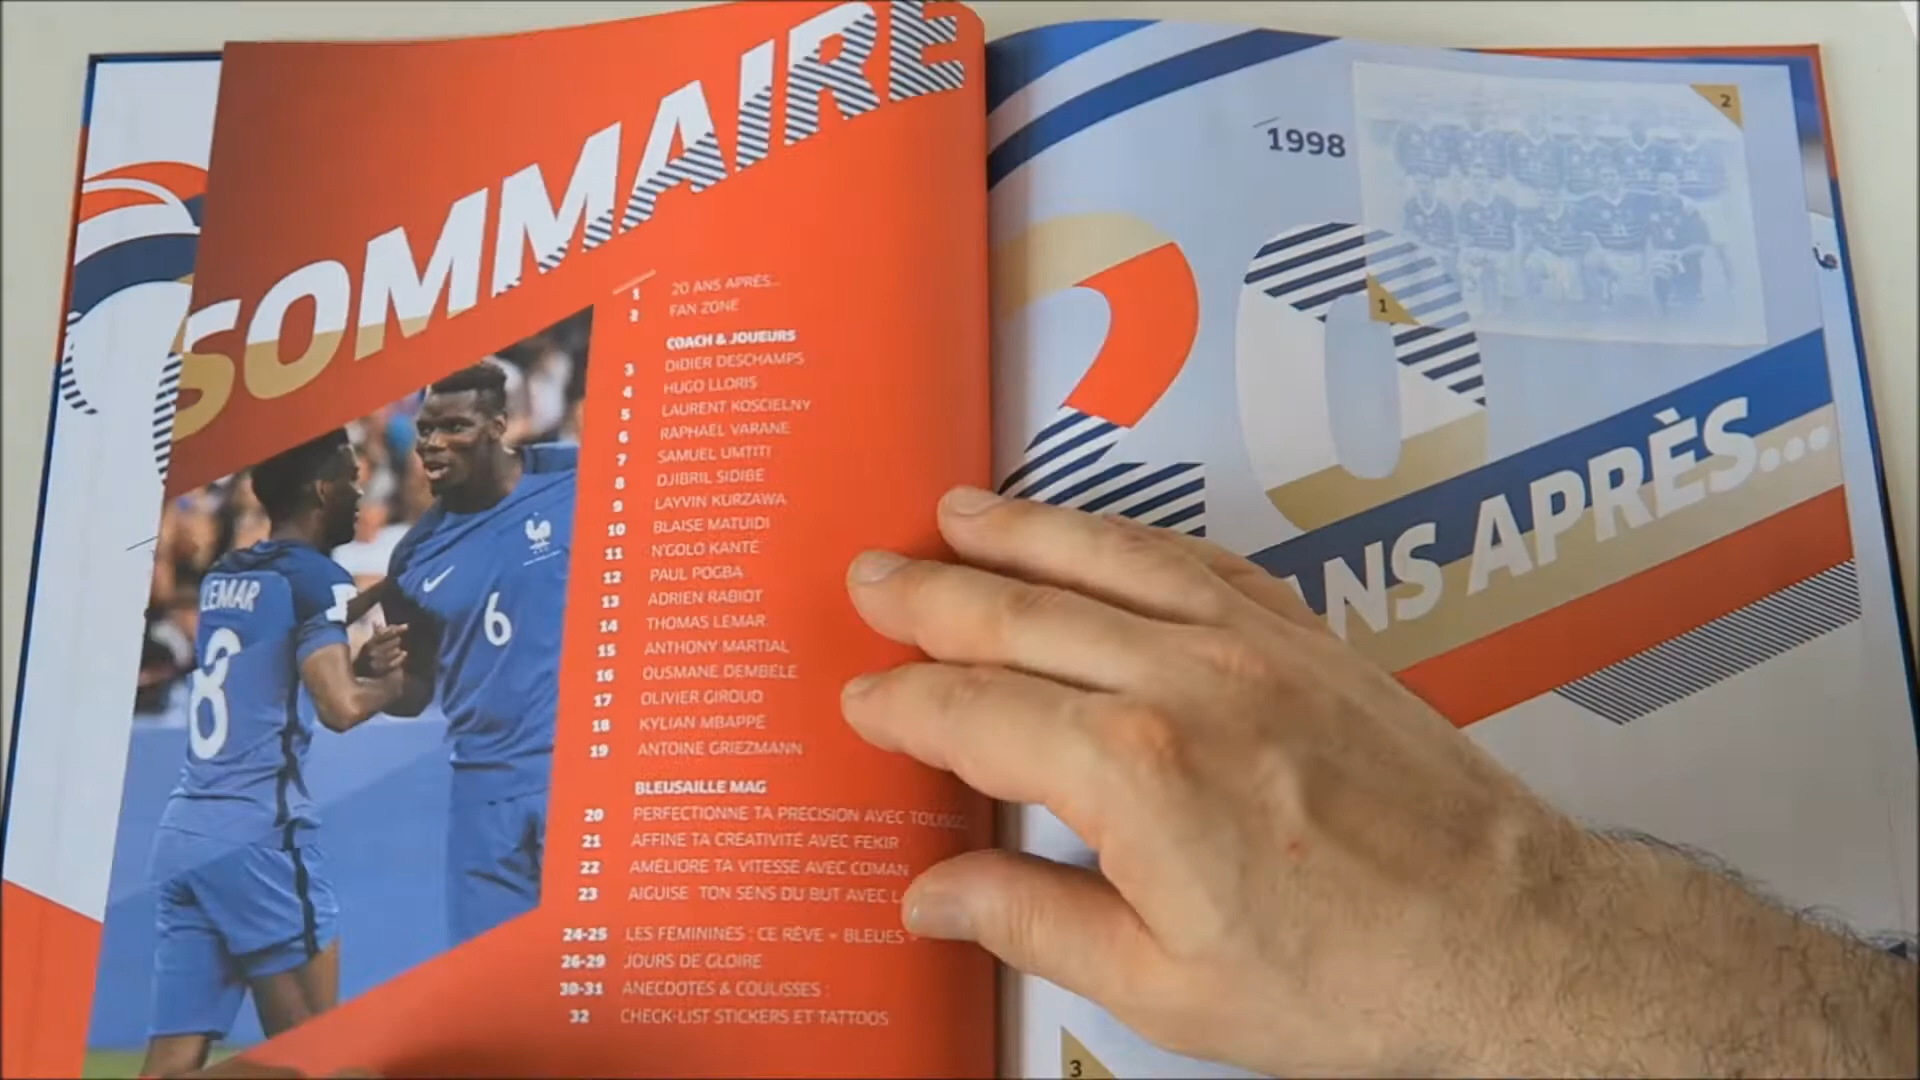 SOMMAIRE
1 20 ANS APRÈS...
2 FAN ZONE
COACH & JOUEURS
3 DIDIER DESCHAMPS
4 HUGO LLORIS
5 LAURENT KOSCIELNY
6 RAPHAËL VARANE
7 SAMUEL UMTITI
8 DJIBRIL SIDIBÉ
9 LAYVIN KURZAWA
10 BLAISE MATUIDI
11 N'GOLO KANTÉ
12 PAUL POGBA
13 ADRIEN RABIOT
14 THOMAS LEMAR
15 ANTHONY MARTIAL
16 OUSMANE DEMBÉLÉ
17 OLIVIER GIROUD
18 KYLIAN MBAPPÉ
19 ANTOINE GRIEZMANN
BLEUSAILLE MAG
20 PERFECTIONNE TA PRÉCISION AVEC
21 AFFINE TA CRÉATIVITÉ AVEC FEKIR
22 AMÉLIORE TA VITESSE AVEC COMAN
23 AIGUISE TON SENS DU BUT AVEC
24-25 LES FÉMININES : CE RÊVE « BLEUES »
26-29 JOURS DE GLOIRE
30-31 ANECDOTES & COULISSES :
32 CHECK-LIST STICKERS ET TATTOOS
LEMAR
8
6
1998
2
1
20
ANS APRÈS...
3